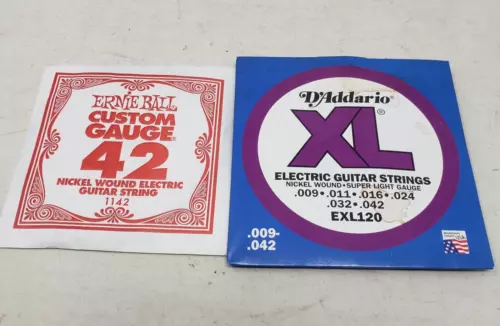 ERNIE BALL
CUSTOM
GAUGE®
42
NICKEL WOUND ELECTRIC
GUITAR STRING
1142
D'Addario®
XL®
ELECTRIC GUITAR STRINGS
NICKEL WOUND • SUPER LIGHT GAUGE
.009 • .011 • .016 • .024
.032 • .042
EXL120
.009-
.042